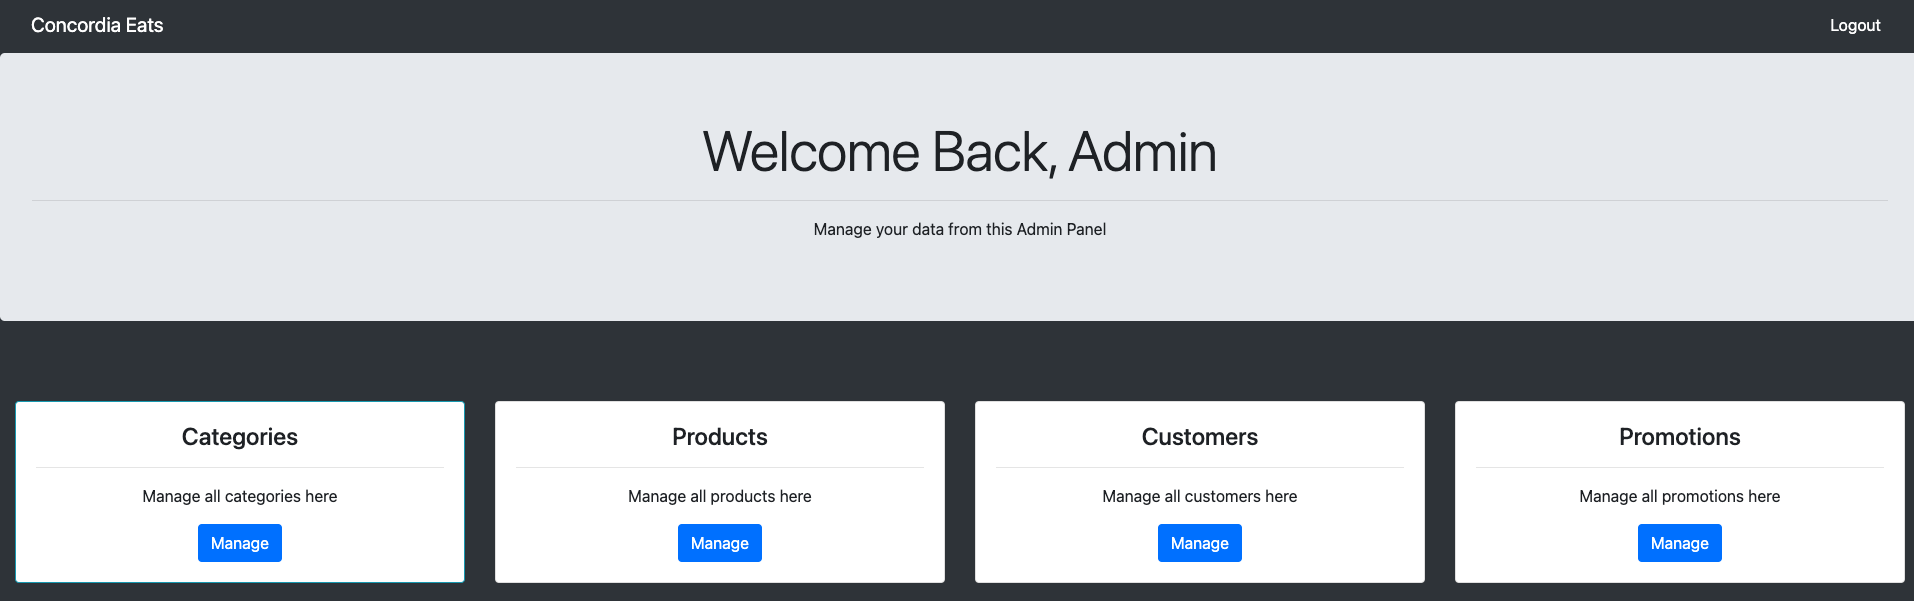 Concordia Eats
Logout
Welcome Back, Admin
Manage your data from this Admin Panel
Categories
Manage all categories here
Manage
Products
Manage all products here
Manage
Customers
Manage all customers here
Manage
Promotions
Manage all promotions here
Manage